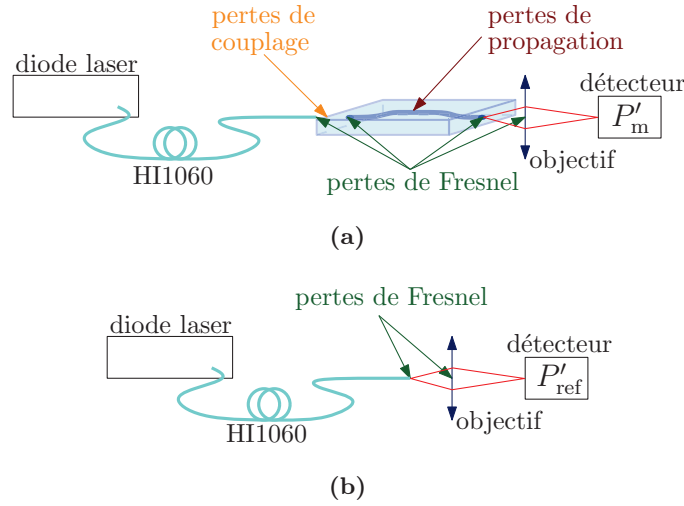 pertes de
couplage
pertes de
propagation
diode laser
détecteur
P'm
HI1060
pertes de Fresnel
objectif
(a)
pertes de Fresnel
diode laser
détecteur
P'ref
HI1060
objectif
(b)